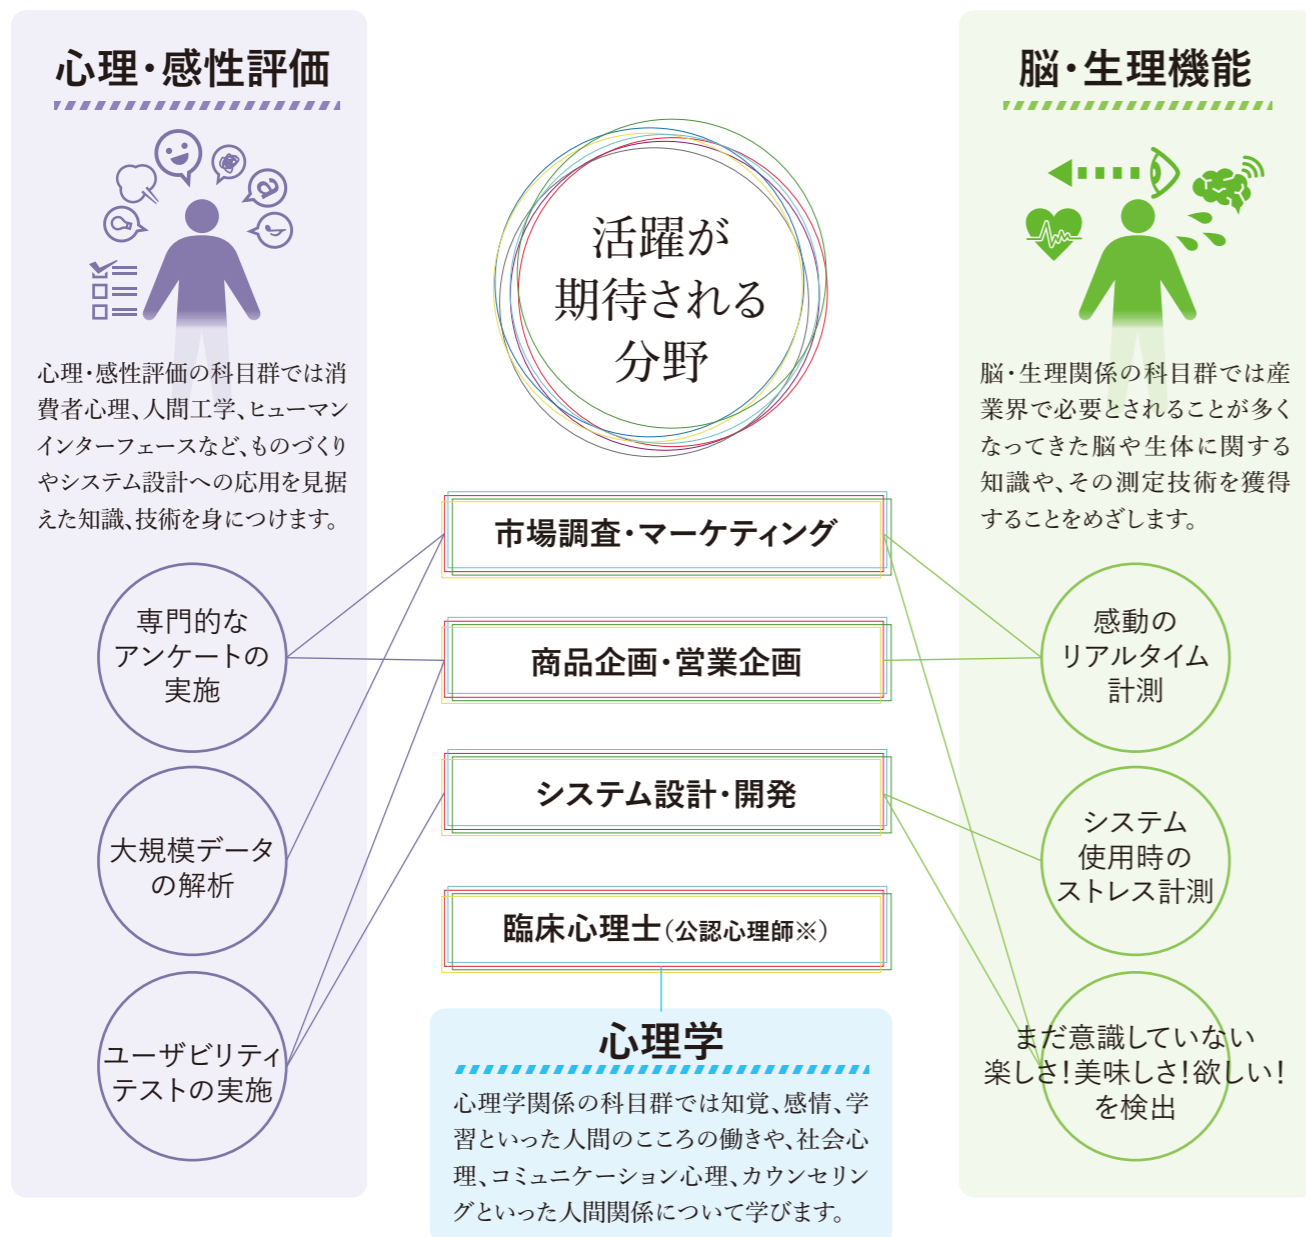 心理・感性評価
心理・感性評価の科目群では消
費者心理、人間工学、ヒューマン
インターフェースなど、ものづくり
やシステム設計への応用を見据
えた知識、技術を身につけます。
専門的な
アンケートの
実施
大規模データ
の解析
ユーザビリティ
テストの実施
活躍が
期待される
分野
市場調査・マーケティング
商品企画・営業企画
システム設計・開発
臨床心理士（公認心理師※）
心理学
心理学関係の科目群では知覚、感情、学
習といった人間のこころの働きや、社会心
理、コミュニケーション心理、カウンセリン
グといった人間関係について学びます。
脳・生理機能
脳・生理関係の科目群では産
業界で必要とされることが多く
なってきた脳や生体に関する
知識や、その測定技術を獲得
することをめざします。
感動の
リアルタイム
計測
システム
使用時の
ストレス計測
まだ意識していない
楽しさ！美味しさ！欲しい！
を検出